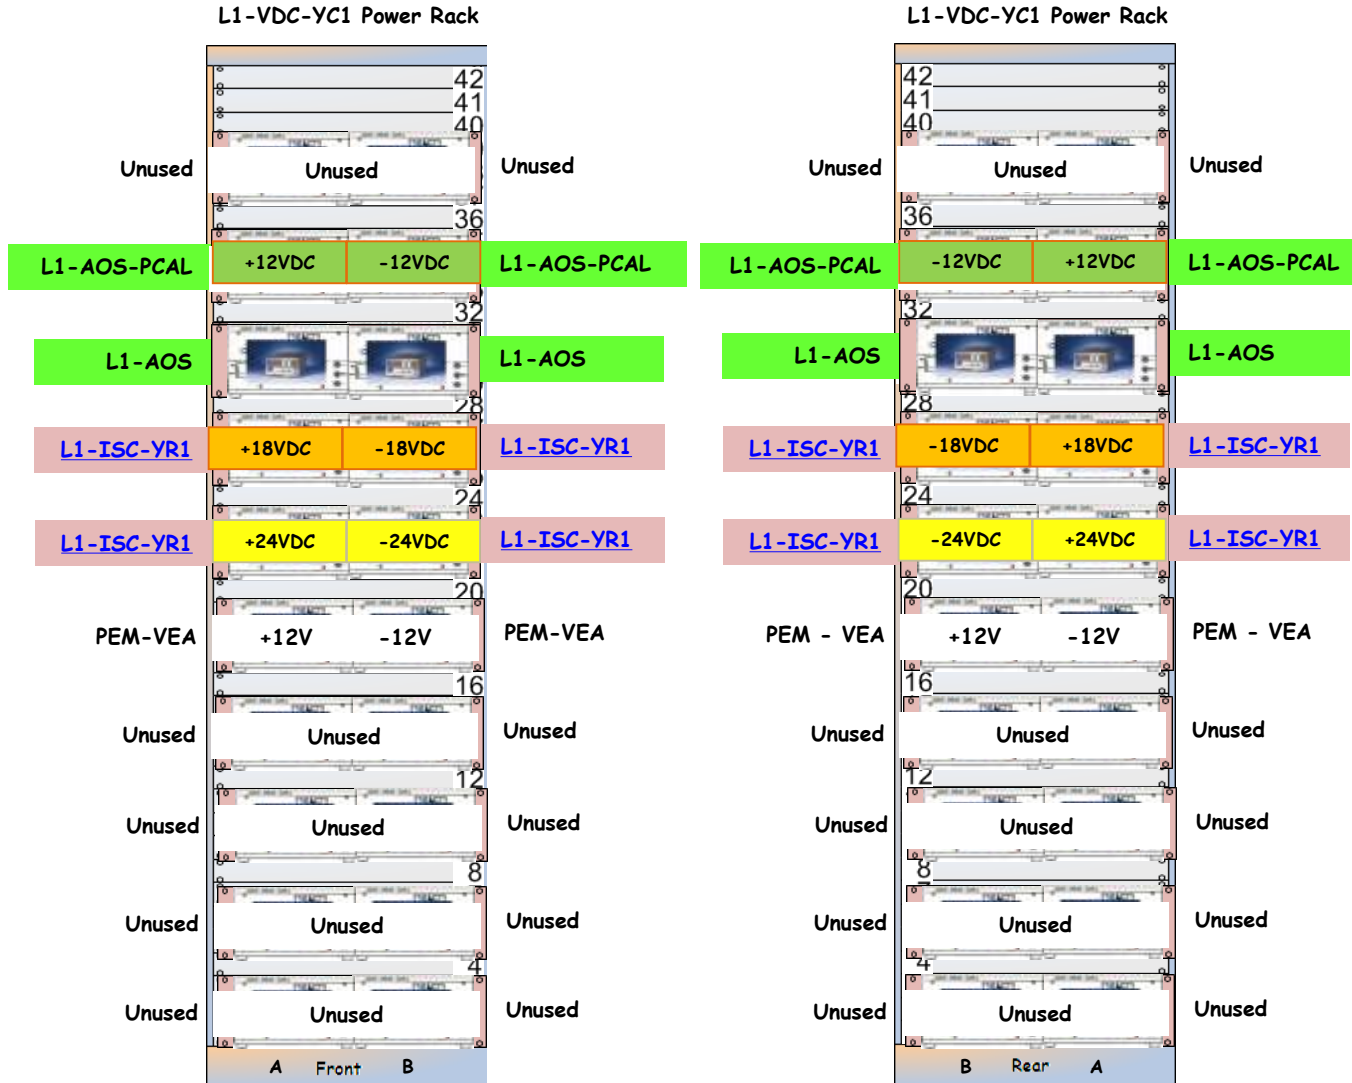 L1-VDC-YC1 Power Rack
42
41
40
Unused Unused Unused
36
L1-AOS-PCAL +12VDC -12VDC L1-AOS-PCAL
32
L1-AOS L1-AOS
28
L1-ISC-YR1 +18VDC -18VDC L1-ISC-YR1
24
L1-ISC-YR1 +24VDC -24VDC L1-ISC-YR1
20
PEM-VEA +12V -12V PEM-VEA
16
Unused Unused Unused
12
Unused Unused Unused
8
Unused Unused Unused
4
Unused Unused Unused
A Front B
L1-VDC-YC1 Power Rack
42
41
40
Unused Unused Unused
36
L1-AOS-PCAL -12VDC +12VDC L1-AOS-PCAL
32
L1-AOS L1-AOS
28
L1-ISC-YR1 -18VDC +18VDC L1-ISC-YR1
24
L1-ISC-YR1 -24VDC +24VDC L1-ISC-YR1
20
PEM - VEA +12V -12V PEM - VEA
16
Unused Unused Unused
12
Unused Unused Unused
8
Unused Unused Unused
4
Unused Unused Unused
B Rear A